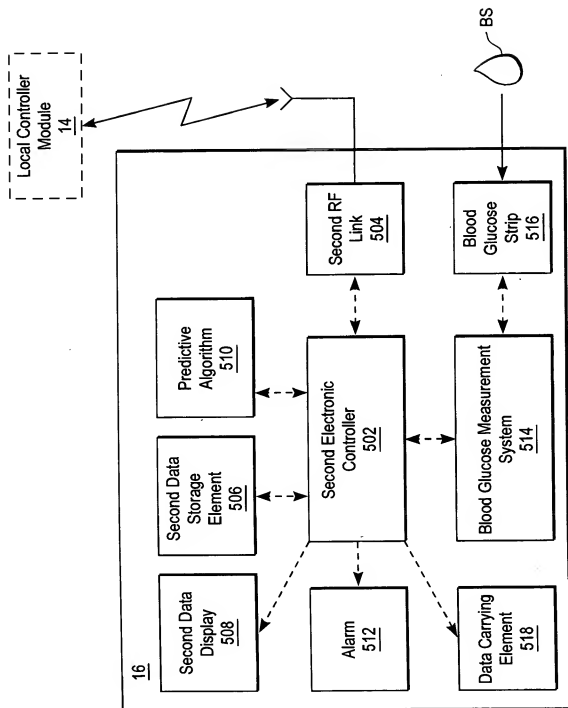 Local Controller
Module
14
16
Second Data
Display
508
Second Data
Storage
Element
506
Predictive
Algorithm
510
Second RF
Link
504
Alarm
512
Second Electronic
Controller
502
Data Carrying
Element
518
Blood Glucose Measurement
System
514
Blood
Glucose
Strip
516
BS